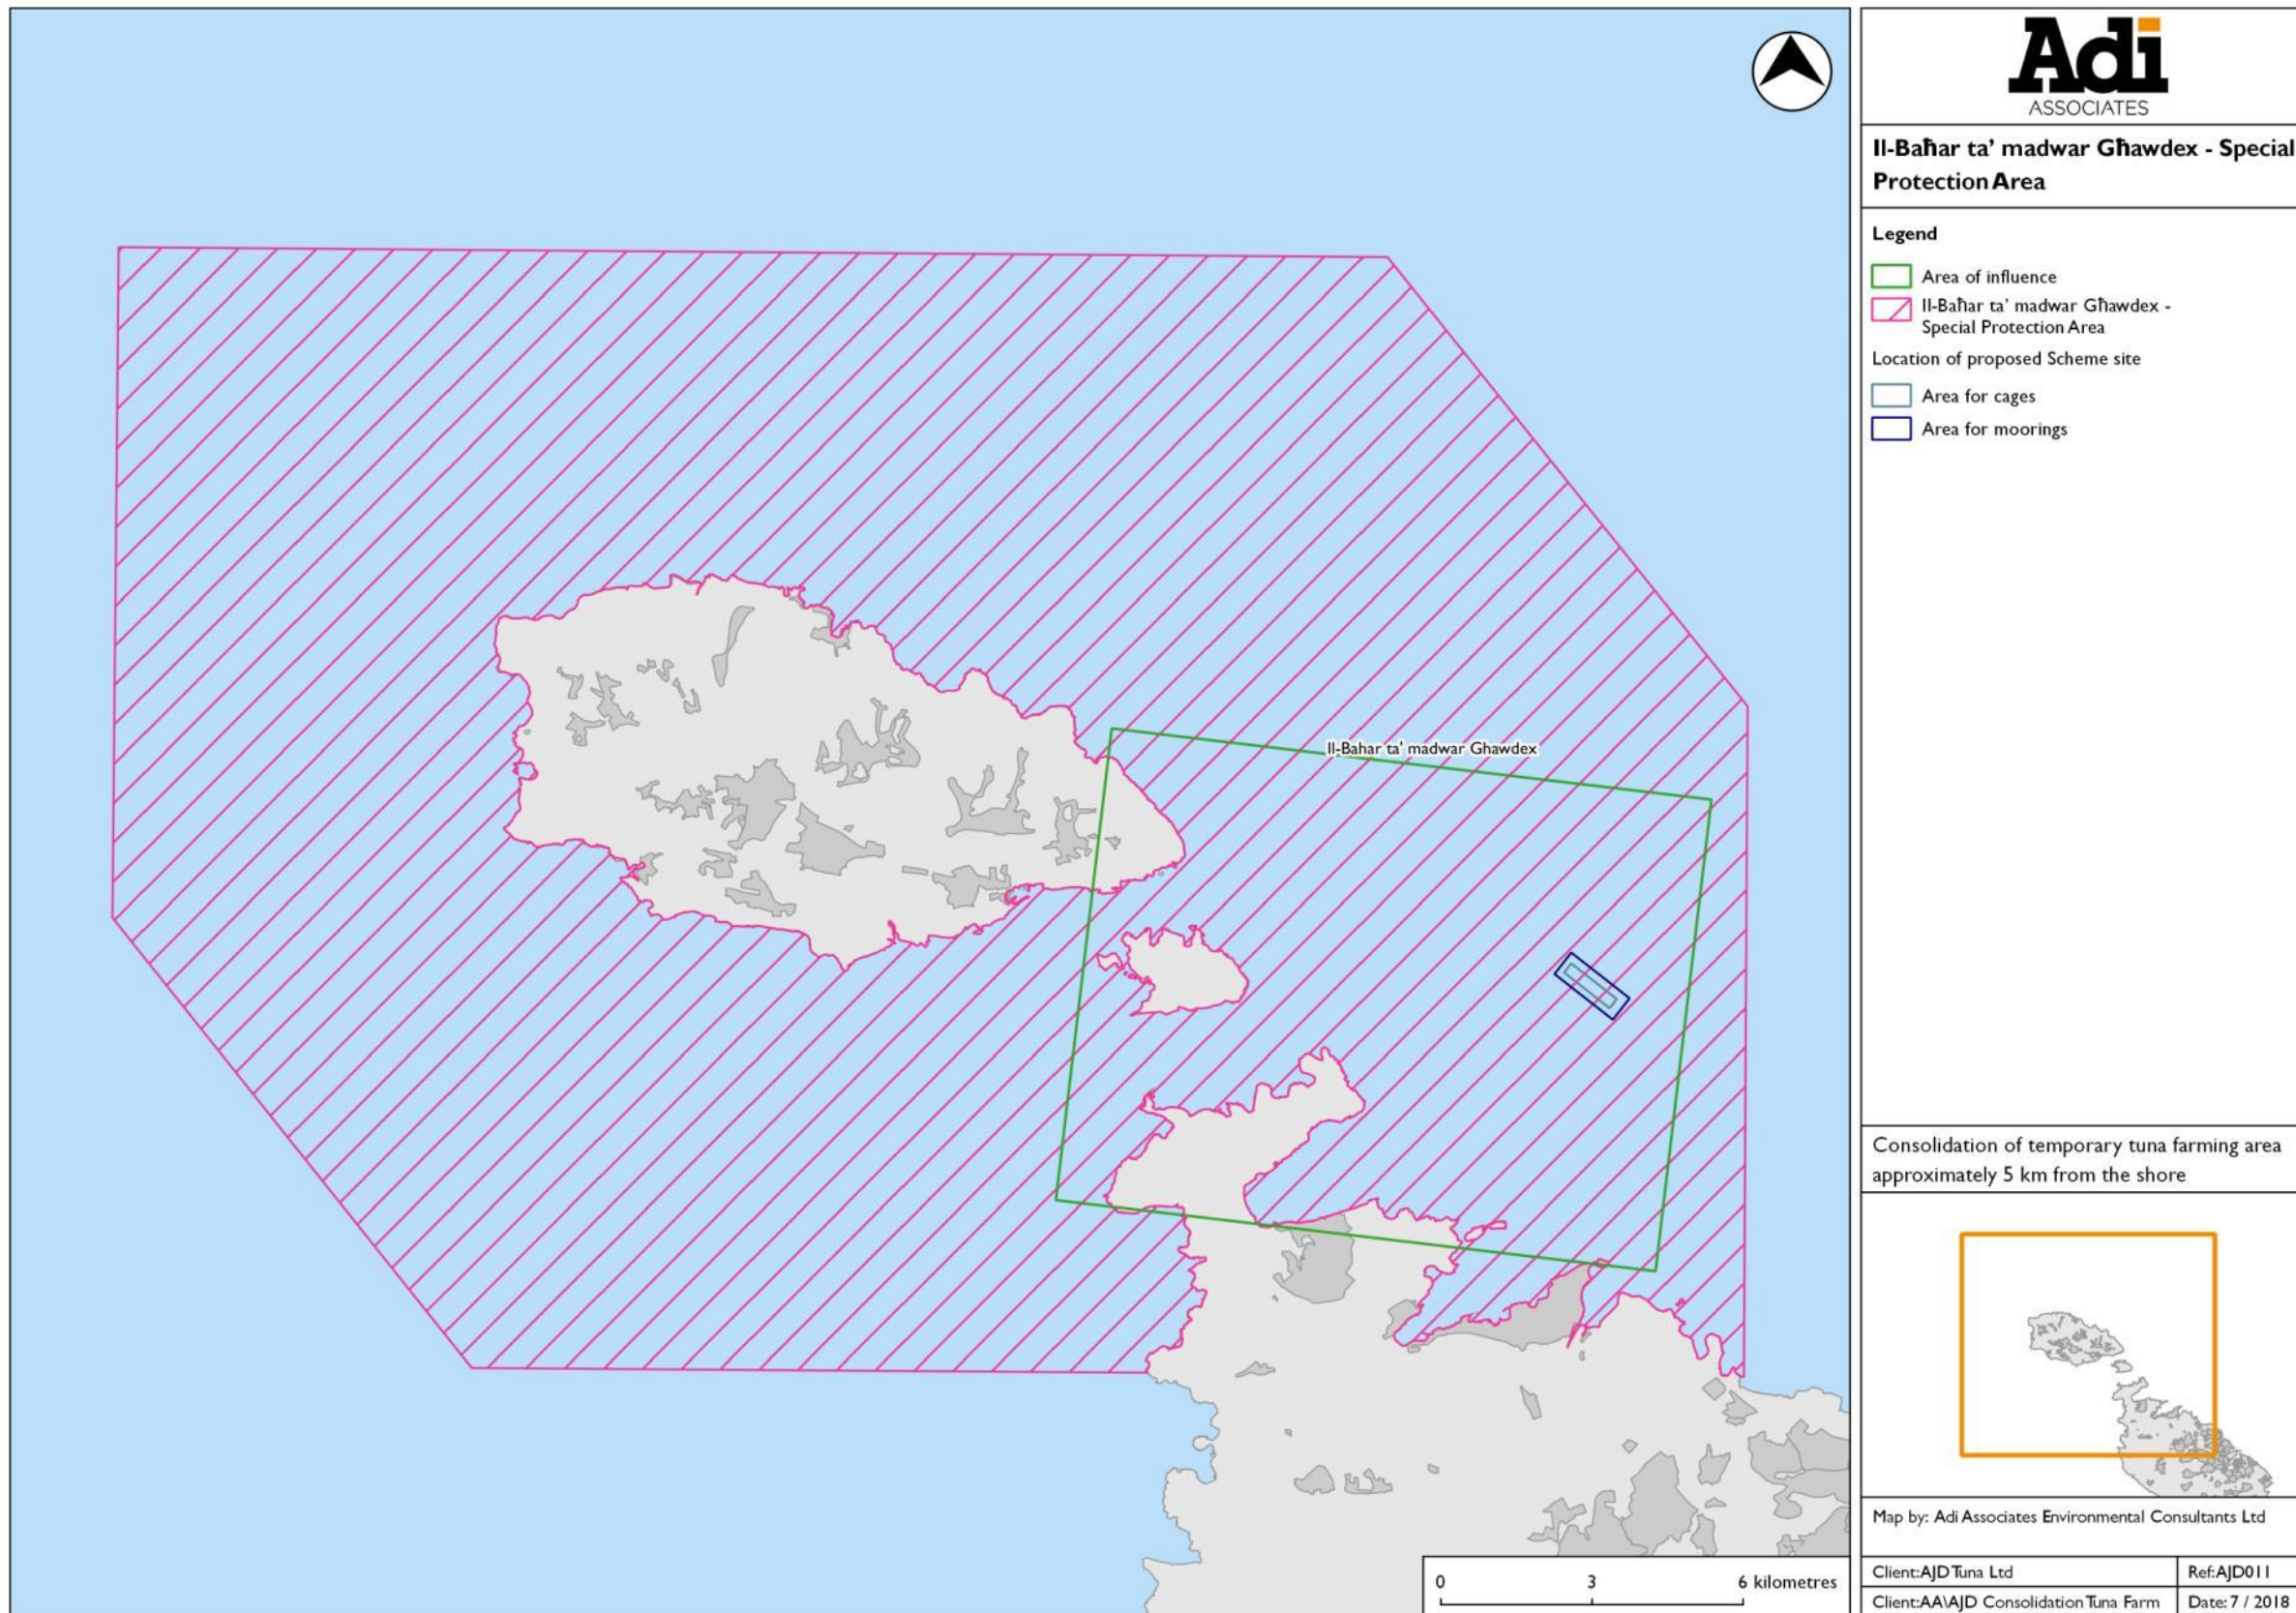 Adi
ASSOCIATES
Il-Baħar ta' madwar Għawdex - Special
Protection Area
Legend
Area of influence
Il-Baħar ta' madwar Għawdex -
Special Protection Area
Location of proposed Scheme site
Area for cages
Area for moorings
Il-Bahar ta' madwar Ghawdex
Consolidation of temporary tuna farming area
approximately 5 km from the shore
0 3 6 kilometres
Map by: Adi Associates Environmental Consultants Ltd
Client:AJD Tuna Ltd Ref:AJD011
Client:AA\AJD Consolidation Tuna Farm Date: 7 / 2018